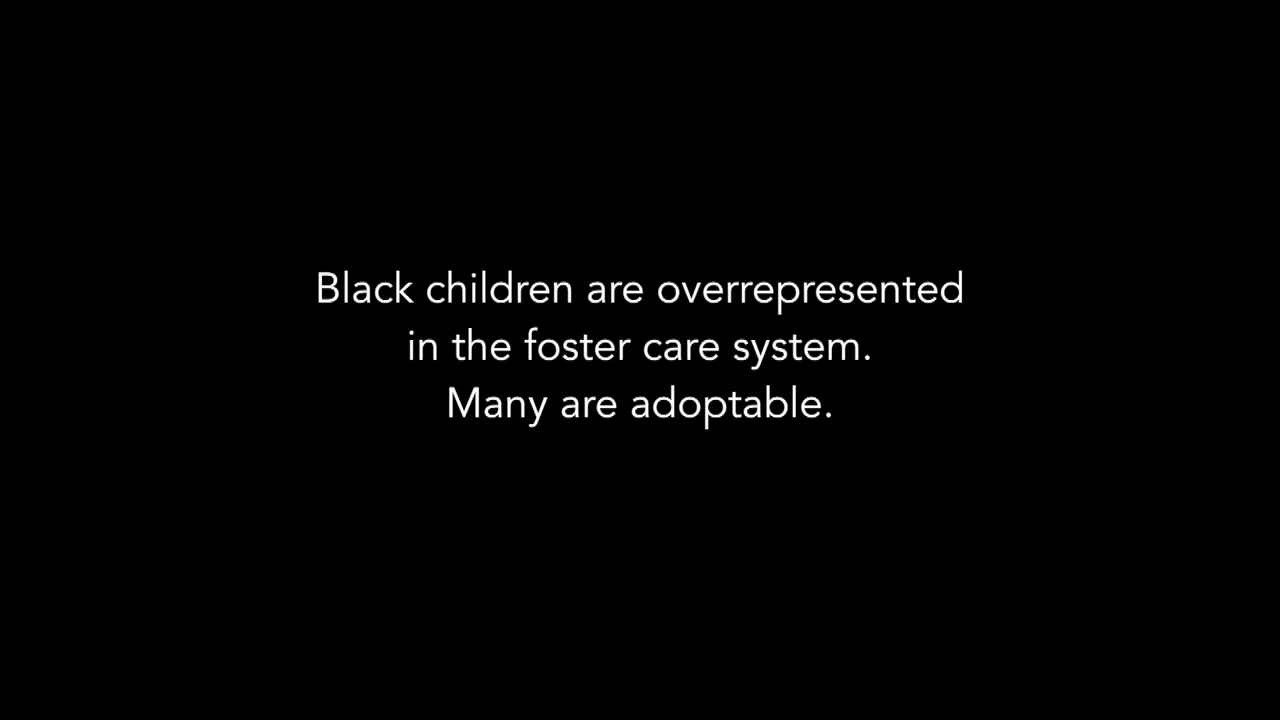 Black children are overrepresented
in the foster care system.
Many are adoptable.